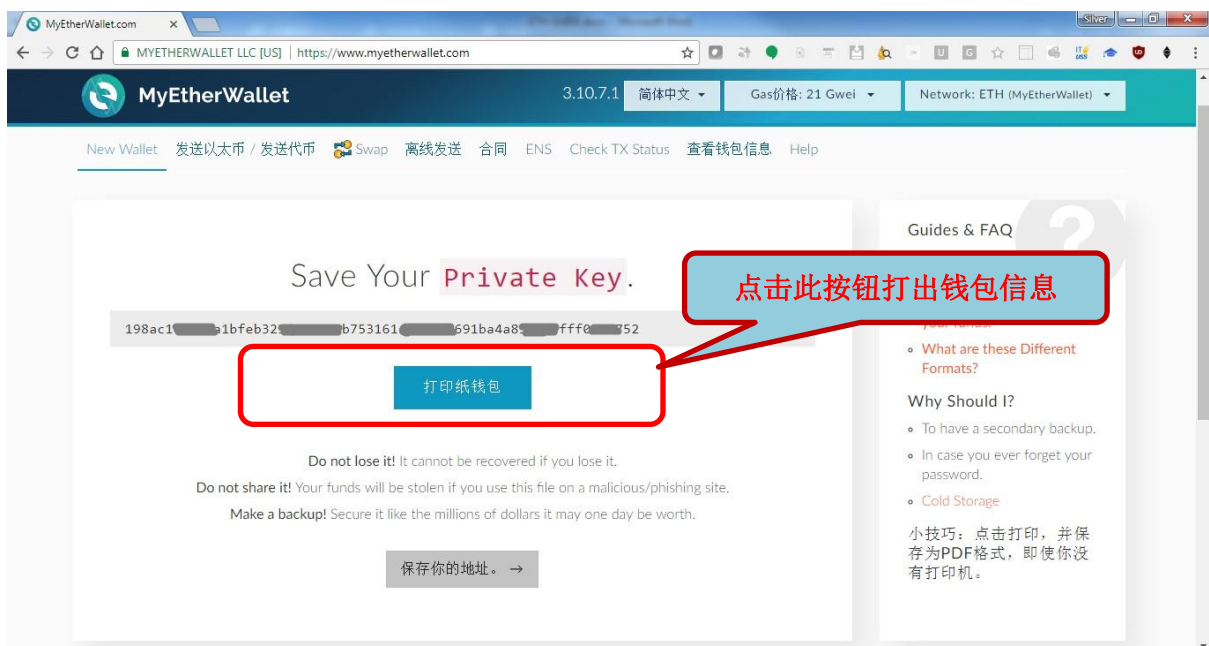 MyEtherWallet.com
Silver
MYETHERWALLET LLC [US] | https://www.myetherwallet.com
MyEtherWallet
3.10.7.1 简体中文 Gas价格: 21 Gwei Network: ETH (MyEtherWallet)
New Wallet 发送以太币 / 发送代币 Swap 离线发送 合同 ENS Check TX Status 查看钱包信息 Help
Guides & FAQ
点击此按钮打出钱包信息
Save Your Private Key.
198ac1 a1bfeb32 b753161 691ba4a8 fff0 752
your funds?
What are these Different
Formats?
打印纸钱包
Why Should I?
To have a secondary backup.
In case you ever forget your
password.
Cold Storage
小技巧：点击打印，并保
存为PDF格式，即使你没
有打印机。
Do not lose it! It cannot be recovered if you lose it.
Do not share it! Your funds will be stolen if you use this file on a malicious/phishing site.
Make a backup! Secure it like the millions of dollars it may one day be worth.
保存你的地址。 →